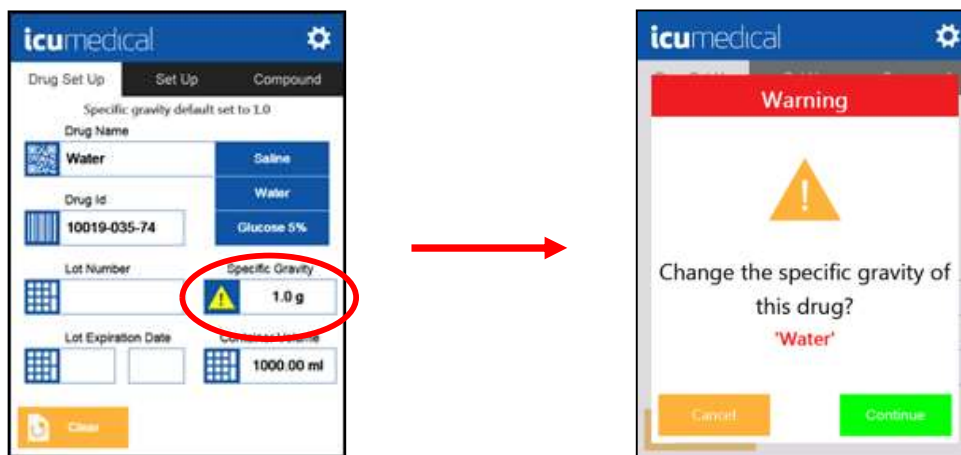 icumedical
Drug Set Up Set Up Compound
Specific gravity default set to 1.0
Drug Name
Water
Saline
Water
Glucose 5%
Drug Id
10019-035-74
Lot Number
Specific Gravity
1.0 g
Lot Expiration Date
Container Volume
1000.00 ml
Clear
icumedical
Warning
Change the specific gravity of
this drug?
'Water'
Cancel
Continue